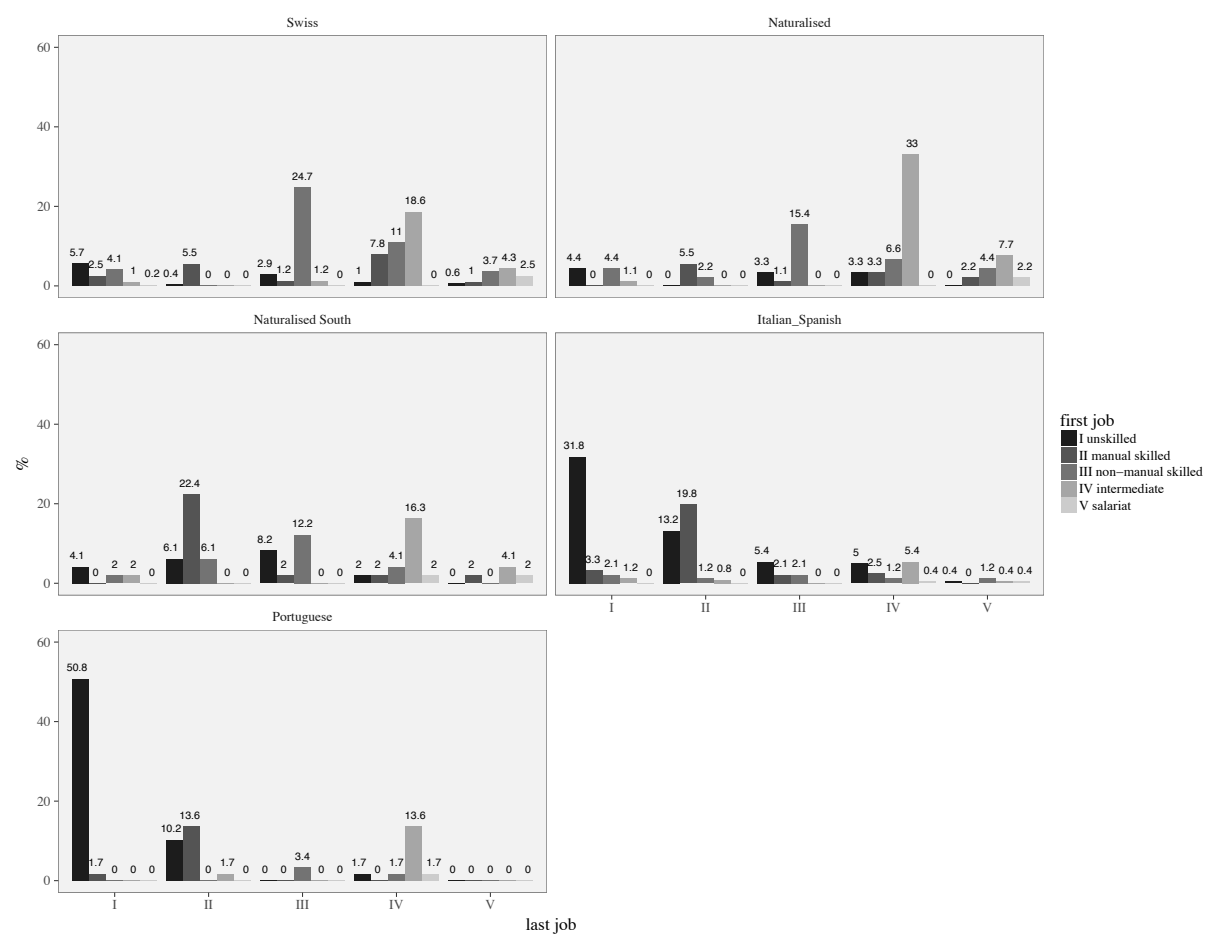 Swiss
Naturalised
60
40
20
0
5.7 2.5 4.1 1 0.2 0.4 5.5 0 0 0 2.9 1.2 24.7 1.2 0 1 7.8 11 18.6 0 0.6 1 3.7 4.3 2.5
4.4 0 4.4 1.1 0 0 5.5 2.2 0 0 3.3 1.1 15.4 0 0 3.3 3.3 6.6 33 0 0 2.2 4.4 7.7 2.2
Naturalised South
Italian_Spanish
60
40
20
0
4.1 0 2 2 0 6.1 22.4 6.1 0 0 8.2 2 12.2 0 0 2 2 4.1 16.3 2 0 2 0 4.1 2
31.8 3.3 2.1 1.2 0 13.2 19.8 1.2 0.8 0 5.4 2.1 2.1 0 0 5 2.5 1.2 5.4 0.4 0.4 0 1.2 0.4 0.4
I II III IV V
Portuguese
60
40
20
0
50.8 1.7 0 0 0 10.2 13.6 0 1.7 0 0 0 3.4 0 0 1.7 0 1.7 13.6 1.7 0 0 0 0 0
I II III IV V
%
last job
first job
I unskilled
II manual skilled
III non−manual skilled
IV intermediate
V salariat